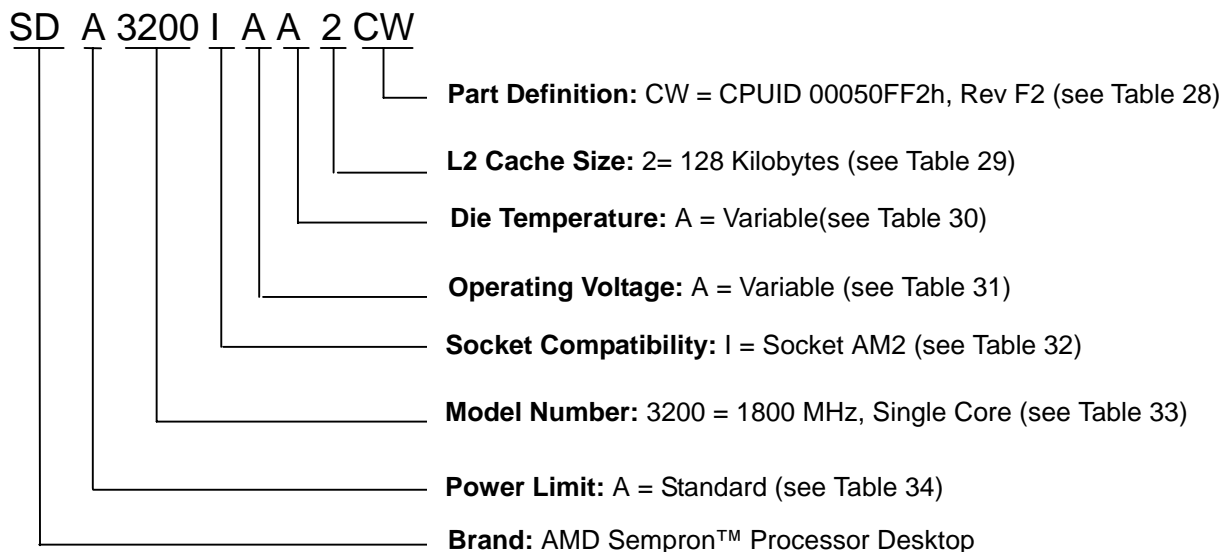 SD A 3200 I A A 2 CW
Part Definition: CW = CPUID 00050FF2h, Rev F2 (see Table 28)
L2 Cache Size: 2= 128 Kilobytes (see Table 29)
Die Temperature: A = Variable(see Table 30)
Operating Voltage: A = Variable (see Table 31)
Socket Compatibility: I = Socket AM2 (see Table 32)
Model Number: 3200 = 1800 MHz, Single Core (see Table 33)
Power Limit: A = Standard (see Table 34)
Brand: AMD Sempron™ Processor Desktop